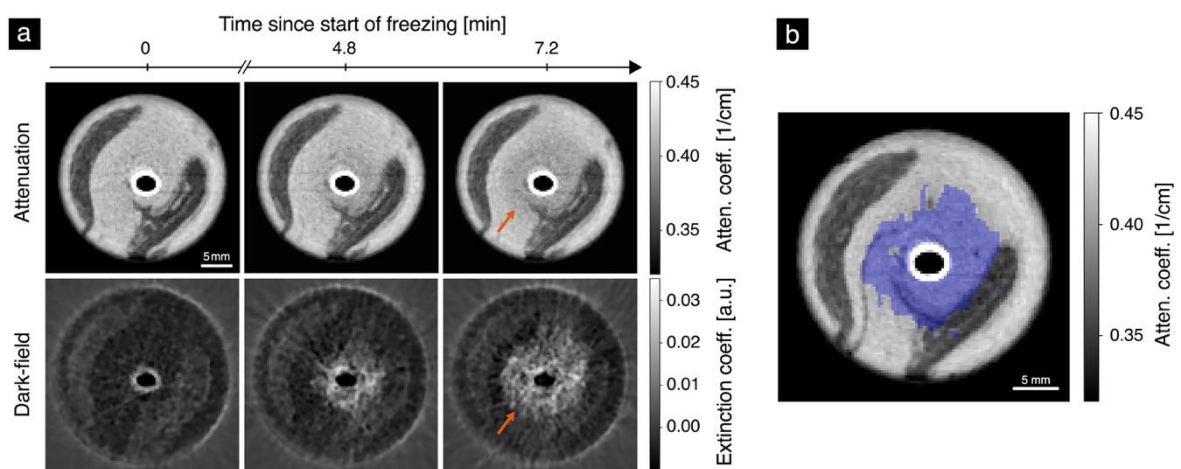 a
Time since start of freezing [min]
0 4.8 7.2
Attenuation
5 mm
0.45
0.40
0.35
Atten. coeff. [1/cm]
Dark-field
0.03
0.02
0.01
0.00
Extinction coeff. [a.u.]
b
5 mm
0.45
0.40
0.35
Atten. coeff. [1/cm]